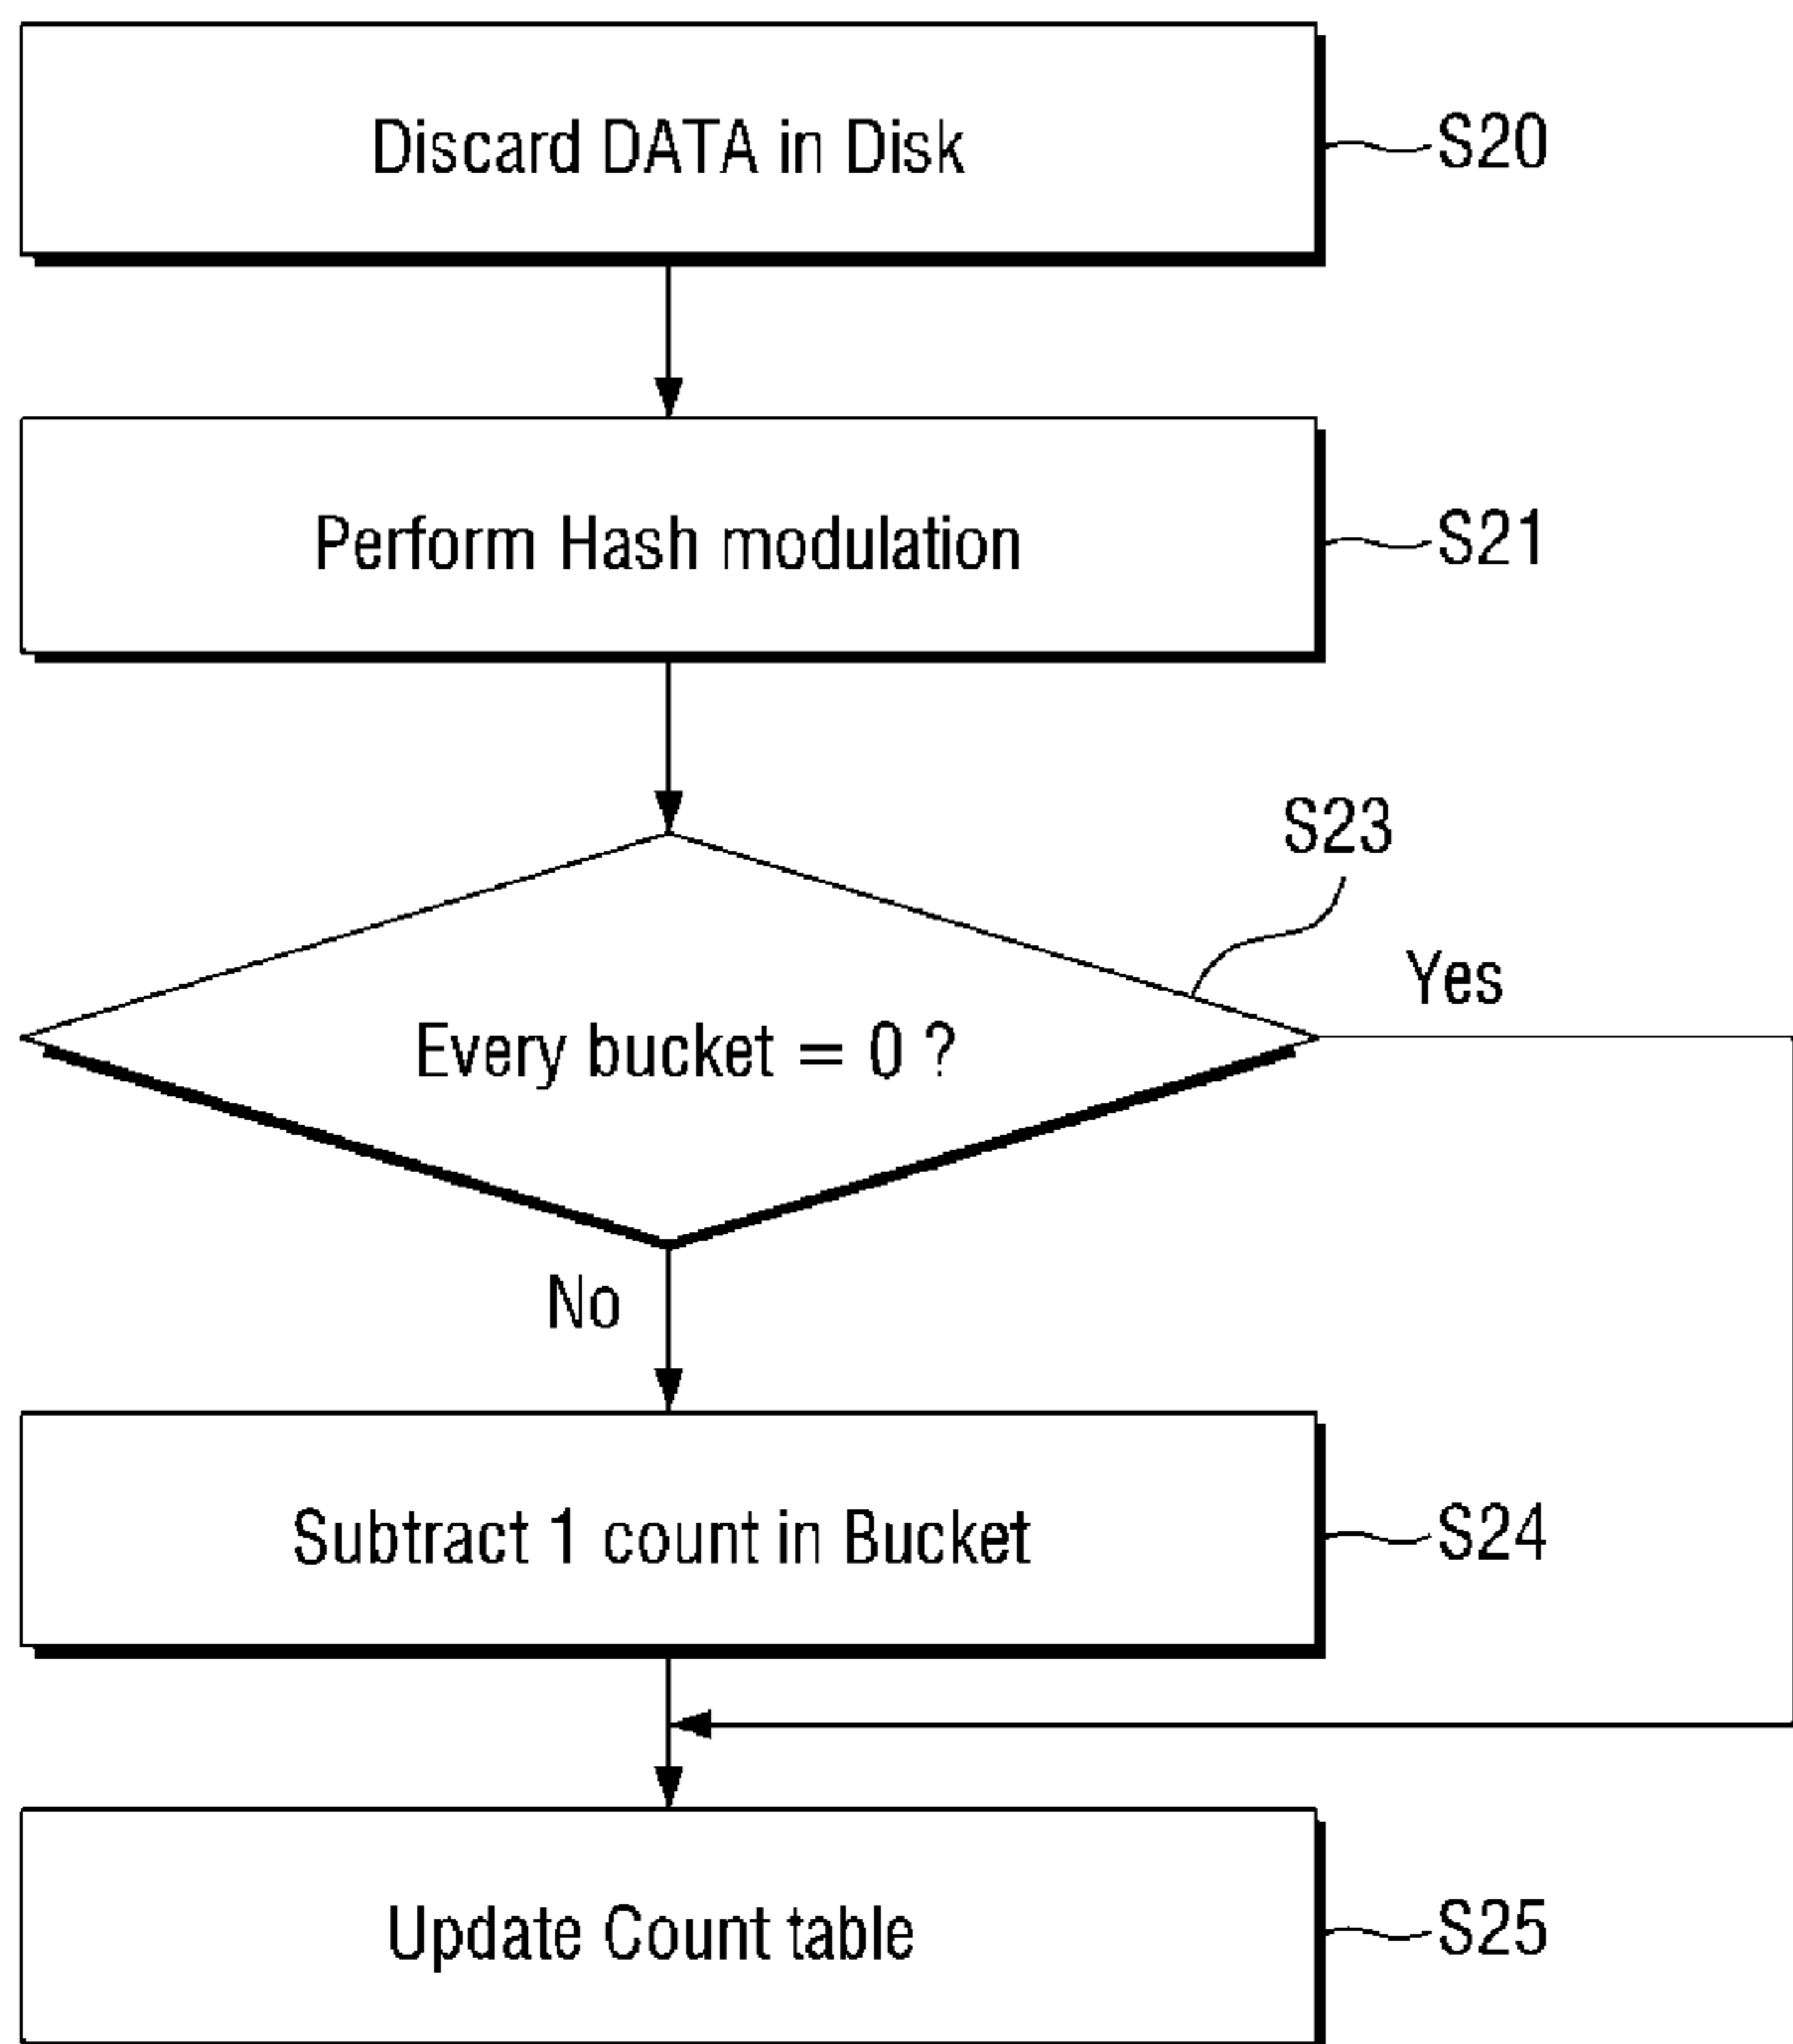 Discard DATA in Disk
S20
Perform Hash modulation
S21
S23
Yes
Every bucket = 0 ?
No
Subtract 1 count in Bucket
S24
Update Count table
S25